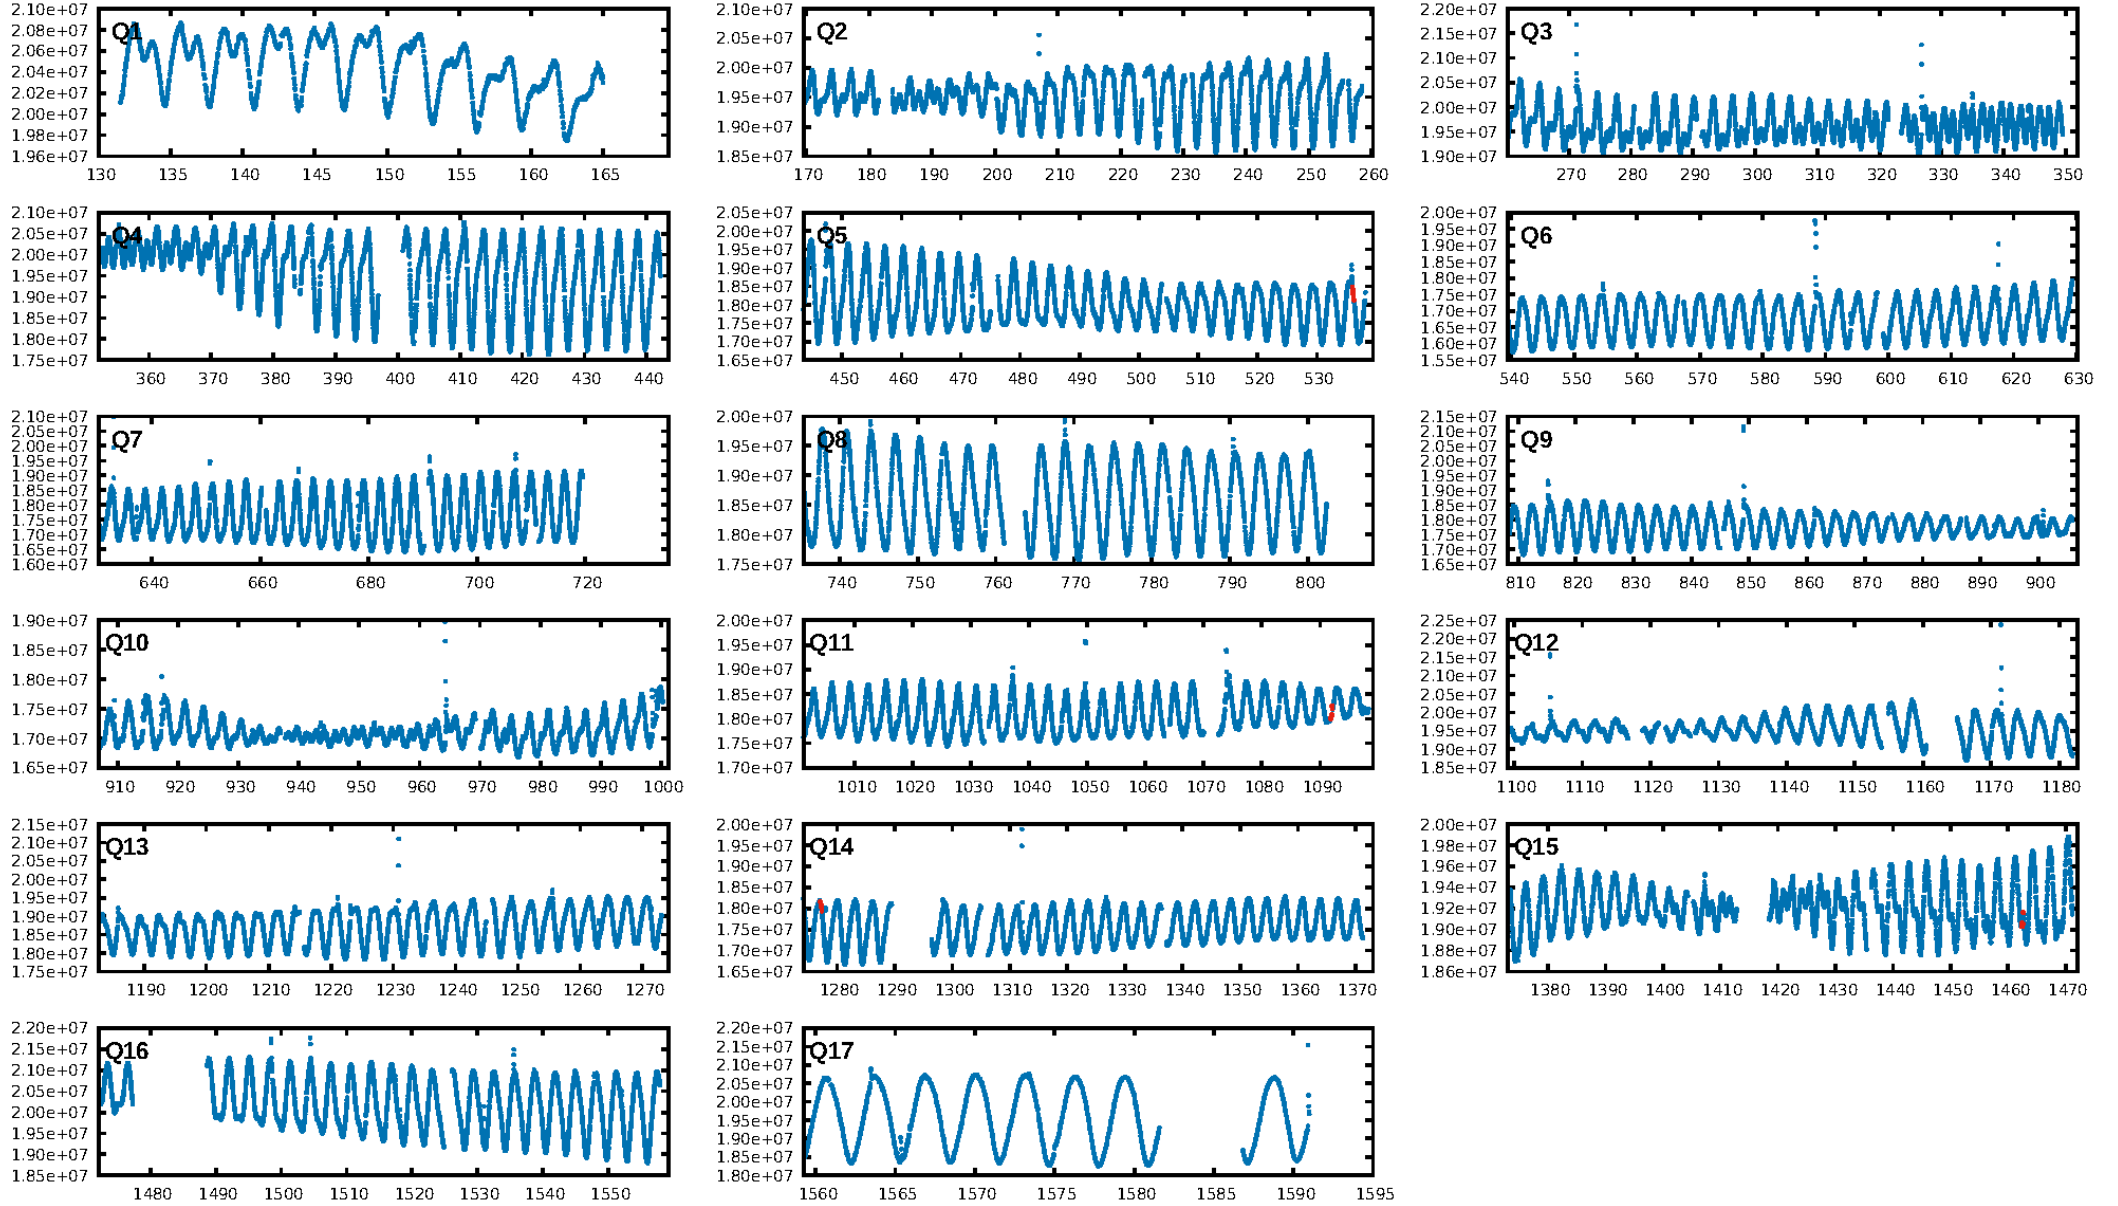 2.10e+07
2.08e+07
2.06e+07
2.04e+07
2.02e+07
2.00e+07
1.98e+07
1.96e+07
Q1
130 135 140 145 150 155 160 165
2.10e+07
2.05e+07
2.00e+07
1.95e+07
1.90e+07
1.85e+07
Q2
170 180 190 200 210 220 230 240 250 260
2.20e+07
2.15e+07
2.10e+07
2.05e+07
2.00e+07
1.95e+07
1.90e+07
Q3
270 280 290 300 310 320 330 340 350
2.10e+07
2.05e+07
2.00e+07
1.95e+07
1.90e+07
1.85e+07
1.80e+07
1.75e+07
Q4
360 370 380 390 400 410 420 430 440
2.05e+07
2.00e+07
1.95e+07
1.90e+07
1.85e+07
1.80e+07
1.75e+07
1.70e+07
1.65e+07
Q5
450 460 470 480 490 500 510 520 530
2.00e+07
1.95e+07
1.90e+07
1.85e+07
1.80e+07
1.75e+07
1.70e+07
1.65e+07
1.60e+07
1.55e+07
Q6
540 550 560 570 580 590 600 610 620 630
2.10e+07
2.05e+07
2.00e+07
1.95e+07
1.90e+07
1.85e+07
1.80e+07
1.75e+07
1.70e+07
1.65e+07
1.60e+07
Q7
640 660 680 700 720
2.00e+07
1.95e+07
1.90e+07
1.85e+07
1.80e+07
1.75e+07
Q8
740 750 760 770 780 790 800
2.15e+07
2.10e+07
2.05e+07
2.00e+07
1.95e+07
1.90e+07
1.85e+07
1.80e+07
1.75e+07
1.70e+07
1.65e+07
Q9
810 820 830 840 850 860 870 880 890 900
1.90e+07
1.85e+07
1.80e+07
1.75e+07
1.70e+07
1.65e+07
Q10
910 920 930 940 950 960 970 980 990 1000
2.00e+07
1.95e+07
1.90e+07
1.85e+07
1.80e+07
1.75e+07
1.70e+07
Q11
1010 1020 1030 1040 1050 1060 1070 1080 1090
2.25e+07
2.20e+07
2.15e+07
2.10e+07
2.05e+07
2.00e+07
1.95e+07
1.90e+07
1.85e+07
Q12
1100 1110 1120 1130 1140 1150 1160 1170 1180
2.15e+07
2.10e+07
2.05e+07
2.00e+07
1.95e+07
1.90e+07
1.85e+07
1.80e+07
1.75e+07
Q13
1190 1200 1210 1220 1230 1240 1250 1260 1270
2.00e+07
1.95e+07
1.90e+07
1.85e+07
1.80e+07
1.75e+07
1.70e+07
1.65e+07
Q14
1280 1290 1300 1310 1320 1330 1340 1350 1360 1370
2.00e+07
1.98e+07
1.96e+07
1.94e+07
1.92e+07
1.90e+07
1.88e+07
1.86e+07
Q15
1380 1390 1400 1410 1420 1430 1440 1450 1460 1470
2.20e+07
2.15e+07
2.10e+07
2.05e+07
2.00e+07
1.95e+07
1.90e+07
1.85e+07
Q16
1480 1490 1500 1510 1520 1530 1540 1550
2.20e+07
2.15e+07
2.10e+07
2.05e+07
2.00e+07
1.95e+07
1.90e+07
1.85e+07
1.80e+07
Q17
1560 1565 1570 1575 1580 1585 1590 1595